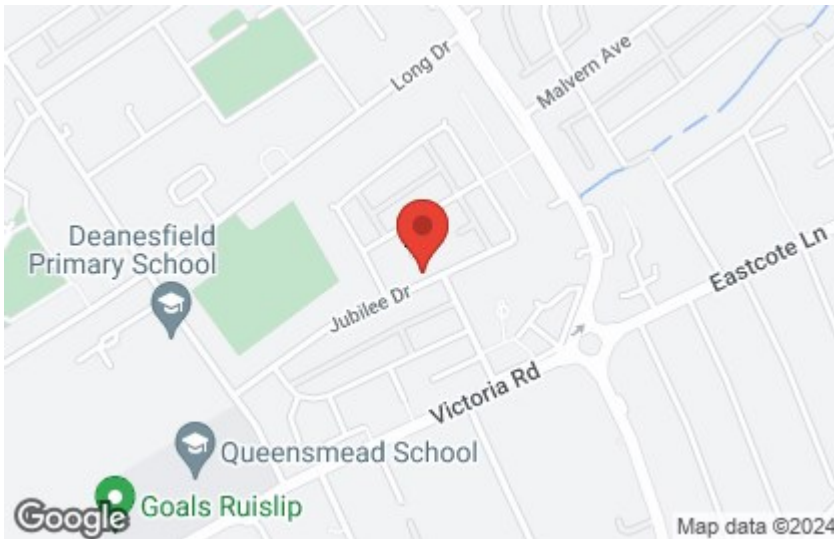 Long Dr
Malvern Ave
Deanesfield
Primary School
Eastcote Ln
Jubilee Dr
Victoria Rd
Queensmead School
Goals Ruislip
Google
Map data ©2024